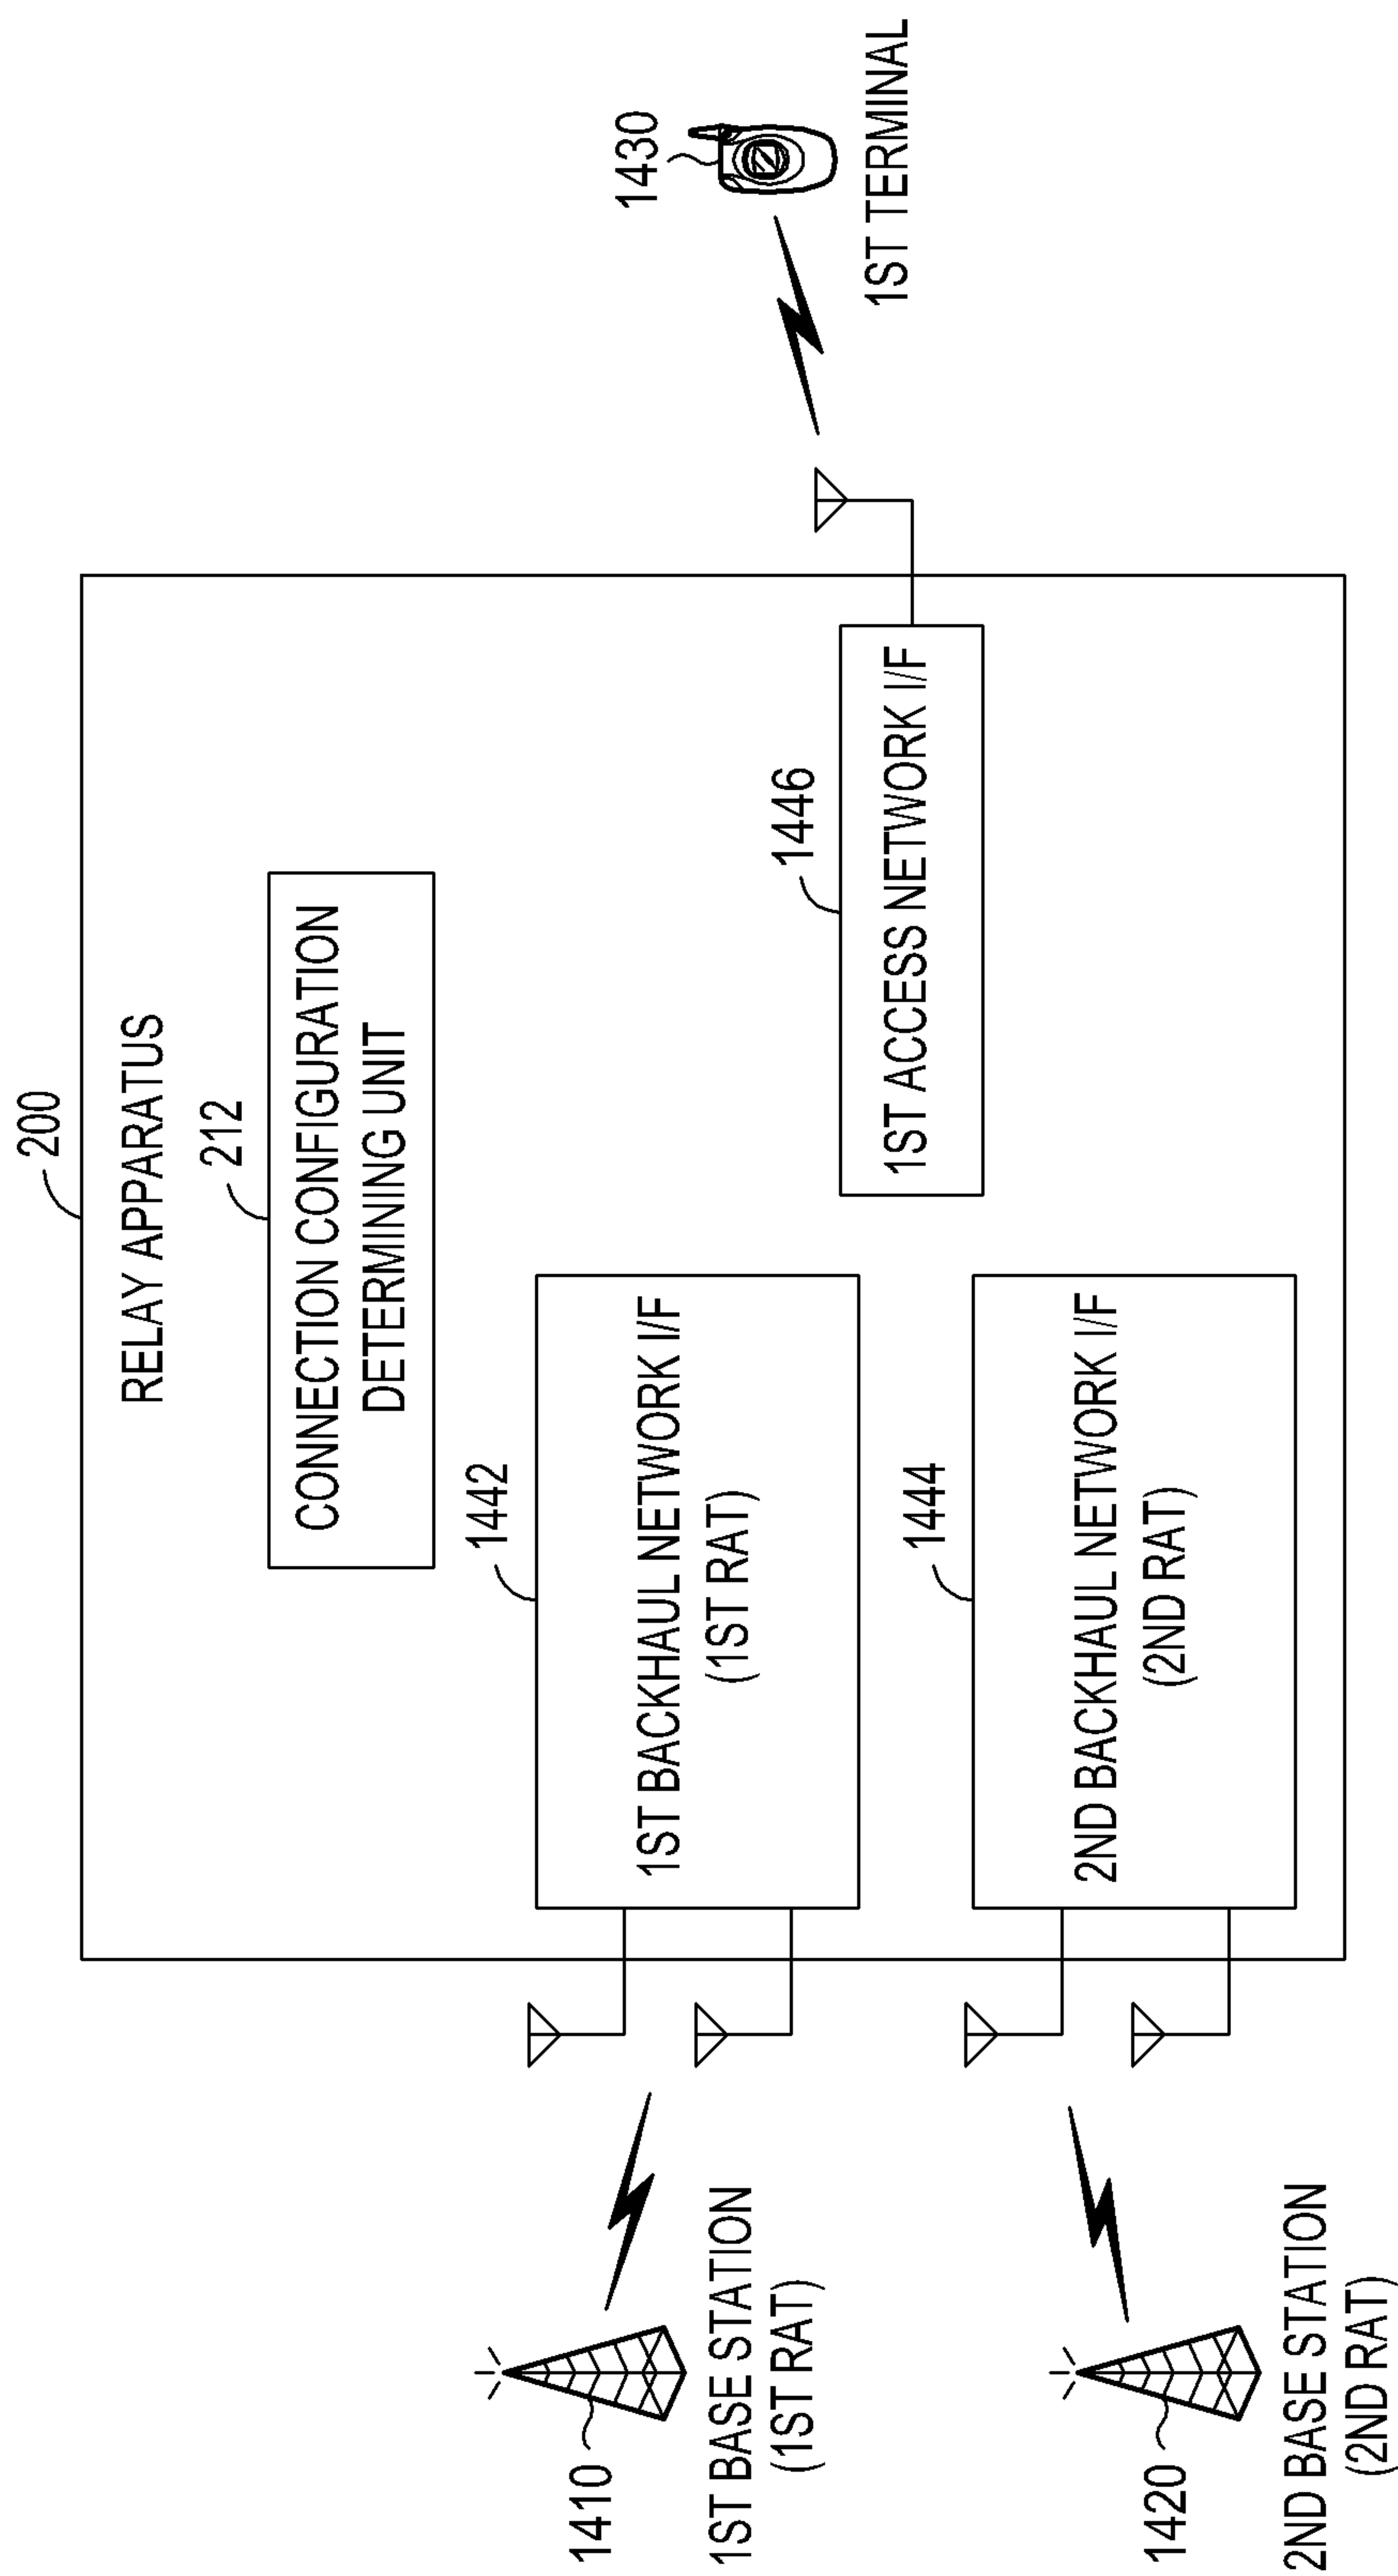 200
RELAY APPARATUS
212
CONNECTION CONFIGURATION
DETERMINING UNIT
1410
1ST BASE STATION
(1ST RAT)
1442
1ST BACKHAUL NETWORK I/F
(1ST RAT)
1446
1ST ACCESS NETWORK I/F
1430
1ST TERMINAL
1420
2ND BASE STATION
(2ND RAT)
1444
2ND BACKHAUL NETWORK I/F
(2ND RAT)